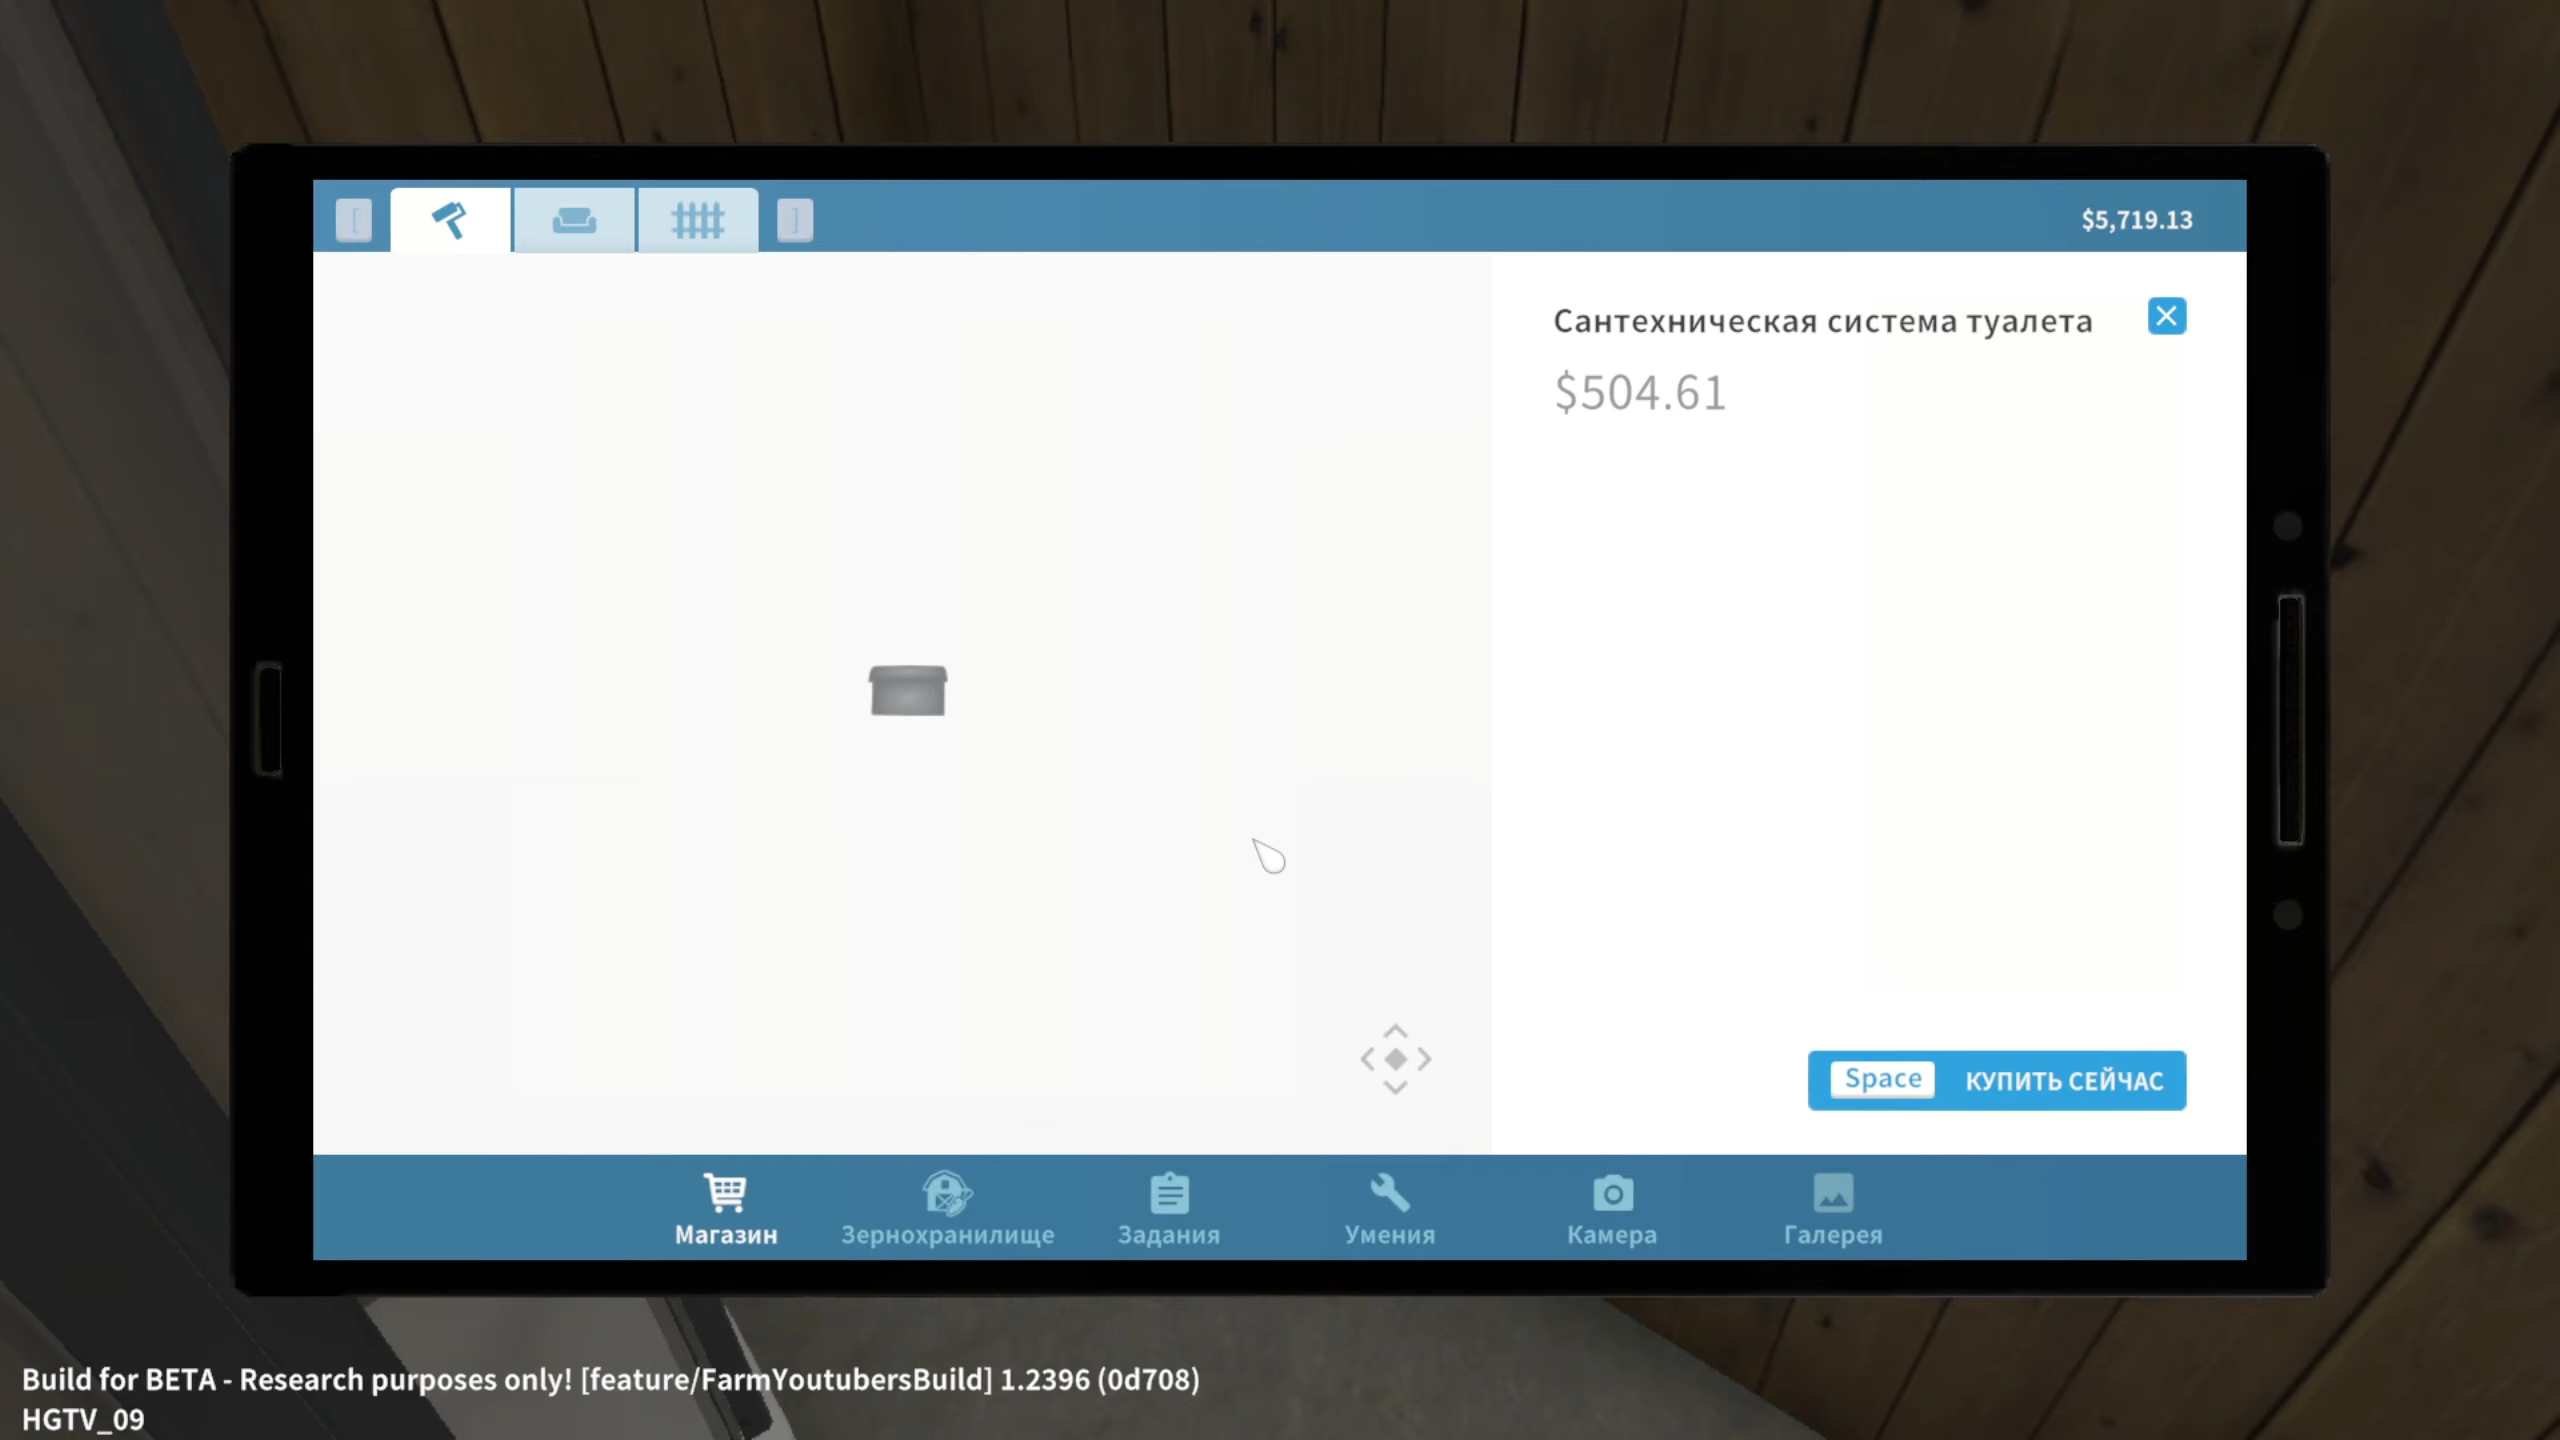 [
]
$5,719.13
Сантехническая система туалета
$504.61
Space КУПИТЬ СЕЙЧАС
Магазин
Зернохранилище
Задания
Умения
Камера
Галерея
Build for BETA - Research purposes only! [feature/FarmYoutubersBuild] 1.2396 (0d708)
HGTV_09